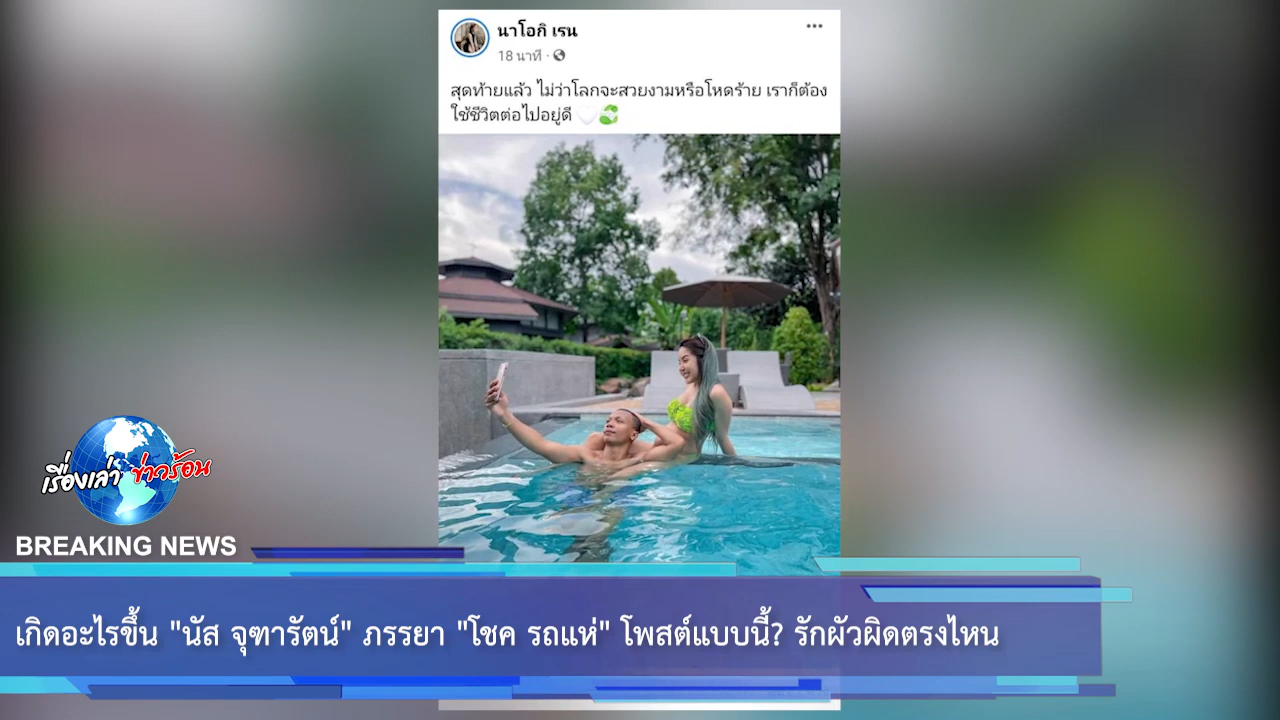 นาโอกิ เรน
18 นาที
สุดท้ายแล้ว ไม่ว่าโลกจะสวยงามหรือโหดร้าย เราก็ต้อง
ใช้ชีวิตต่อไปอยู่ดี 🤍
เรื่องเล่า ข่าวร้อน
BREAKING NEWS
เกิดอะไรขึ้น "นัส จุฑารัตน์" ภรรยา "โชค รถแห่" โพสต์แบบนี้? รักผัวผิดตรงไหน